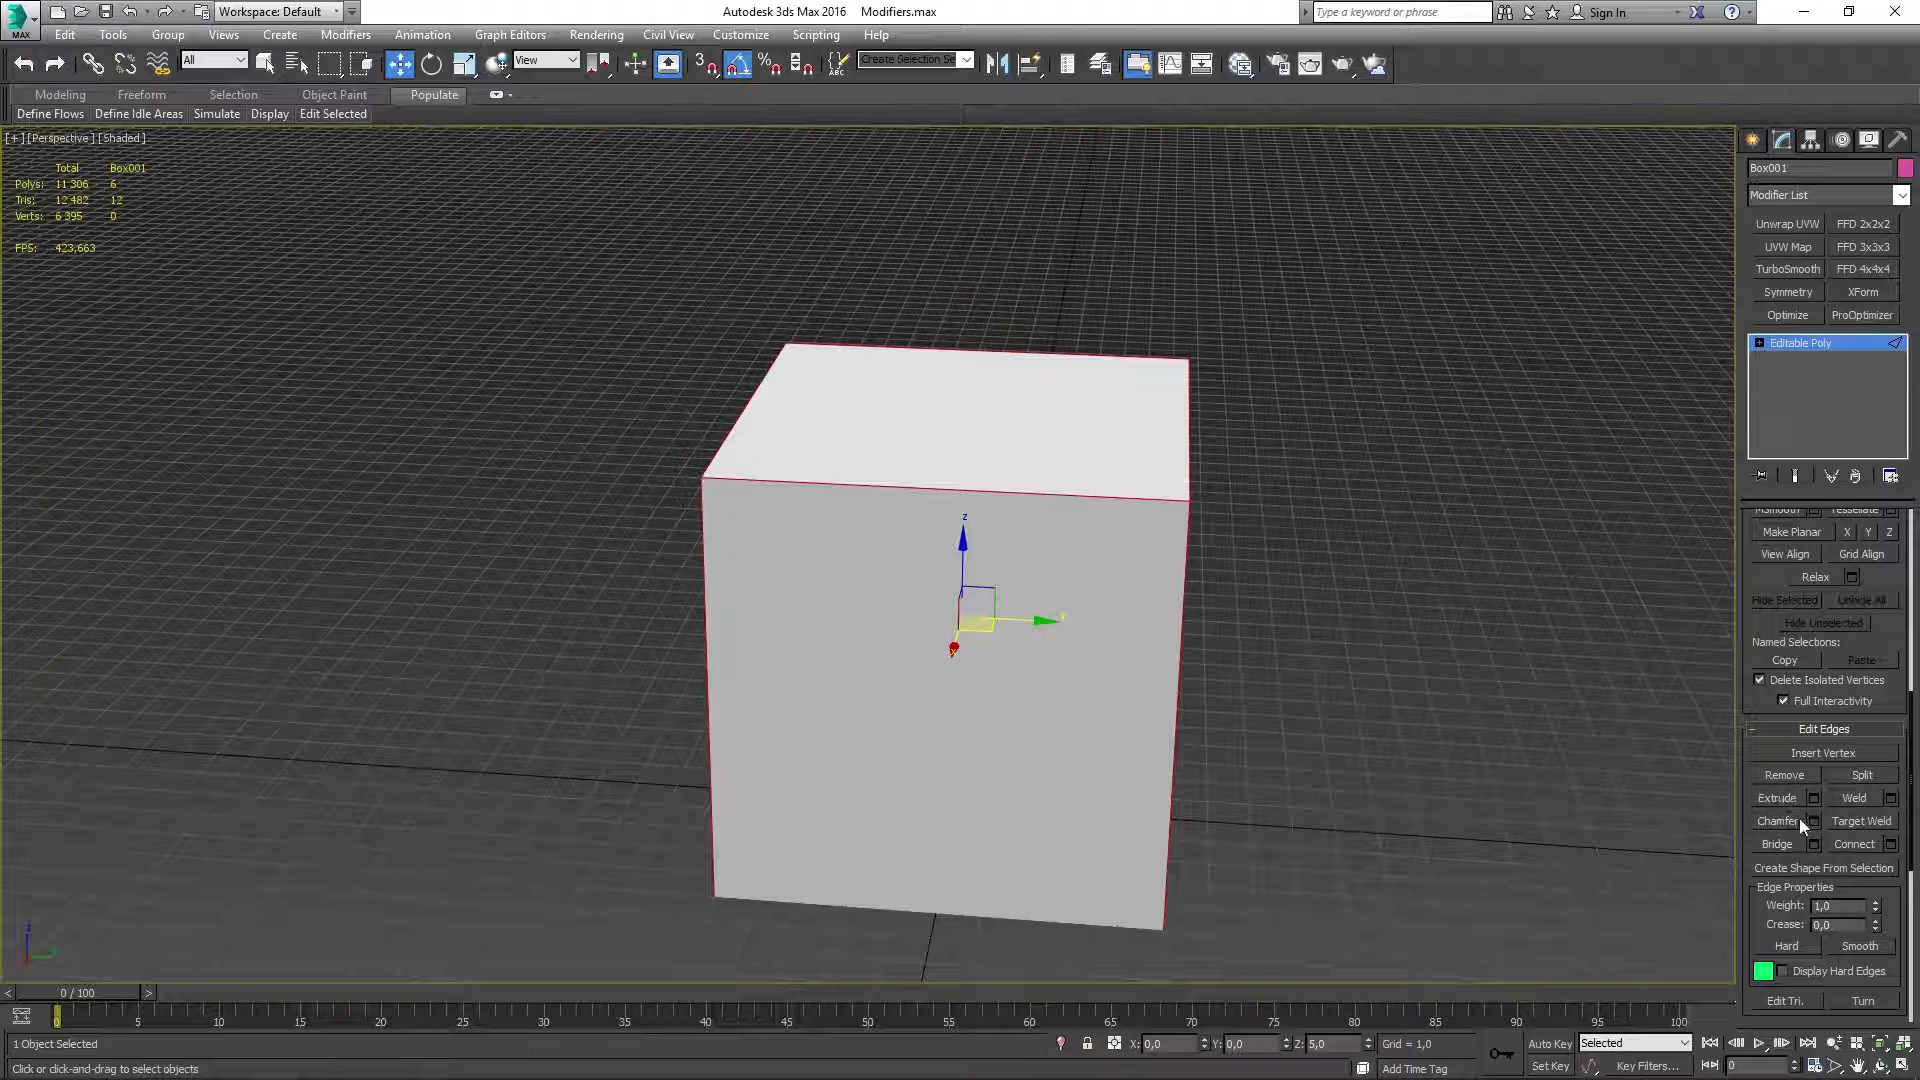 Workspace: Default
Autodesk 3ds Max 2016 Modifiers.max
Type a keyword or phrase
Sign In
MAX
Edit Tools Group Views Create Modifiers Animation Graph Editors Rendering Civil View Customize Scripting Help
All
View
3
Create Selection Se
Modeling Freeform Selection Object Paint Populate
Define Flows Define Idle Areas Simulate Display Edit Selected
[+] [Perspective] [Shaded]
Total Box001
Polys: 11 306 6
Tris: 12 482 12
Verts: 6 395 0
FPS: 423,663
z
Box001
Modifier List
Unwrap UVW FFD 2x2x2
UVW Map FFD 3x3x3
TurboSmooth FFD 4x4x4
Symmetry XForm
Optimize ProOptimizer
Editable Poly
MSmooth Tessellate
Make Planar X Y Z
View Align Grid Align
Relax
Hide Selected Unhide All
Hide Unselected
Named Selections:
Copy Paste
Delete Isolated Vertices
Full Interactivity
Edit Edges
Insert Vertex
Remove Split
Extrude Weld
Chamfer Target Weld
Bridge Connect
Create Shape From Selection
Edge Properties
Weight: 1,0
Crease: 0,0
Hard Smooth
Display Hard Edges
Edit Tri. Turn
0 / 100
0 5 10 15 20 25 30 35 40 45 50 55 60 65 70 75 80 85 90 95 100
1 Object Selected
X: 0,0 Y: 0,0 Z: 5,0 Grid = 1,0
Auto Key Selected
Click or click-and-drag to select objects
Add Time Tag
Set Key Key Filters... 0